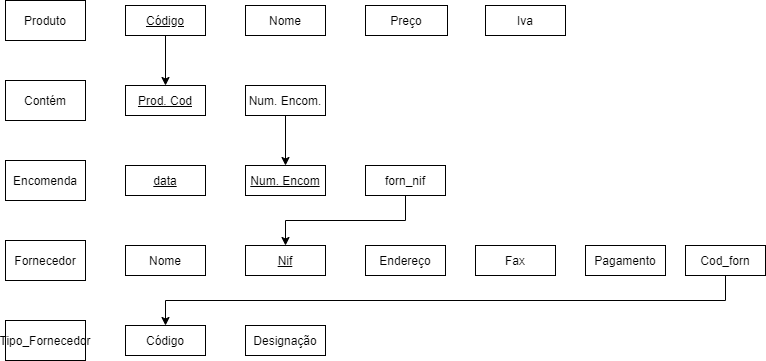 Produto Código Nome Preço Iva
Contém Prod. Cod Num. Encom.
Encomenda data Num. Encom forn_nif
Fornecedor Nome Nif Endereço Fax Pagamento Cod_forn
Tipo_Fornecedor Código Designação